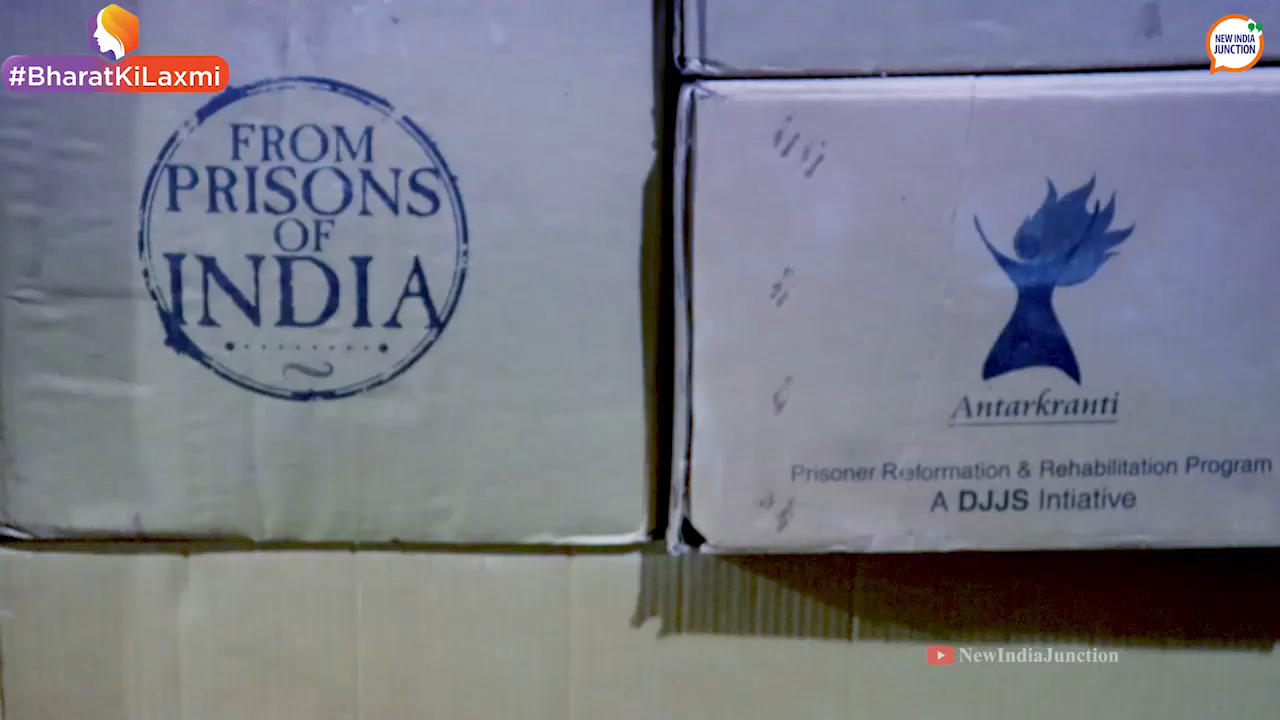 #BharatKiLaxmi
NEW INDIA
JUNCTION
FROM
PRISONS
OF
INDIA
Antarkranti
Prisoner Reformation & Rehabilitation Program
A DJJS Intiative
NewIndiaJunction